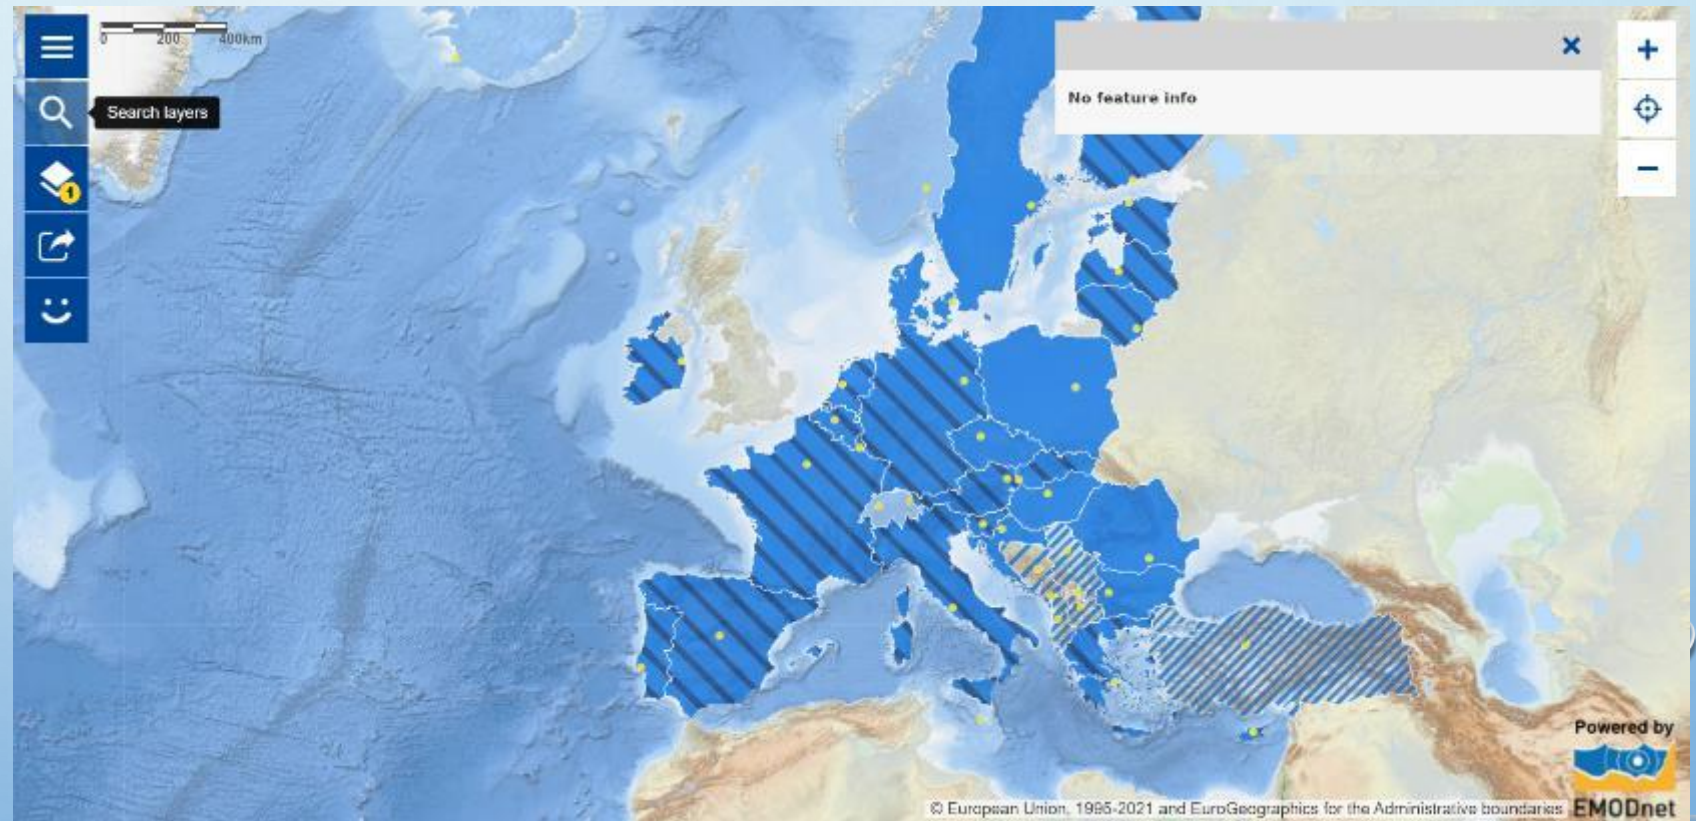 0 200 400km
Search layers
1
No feature info
Powered by
EMODnet
© European Union, 1995-2021 and EuroGeographics for the Administrative boundaries